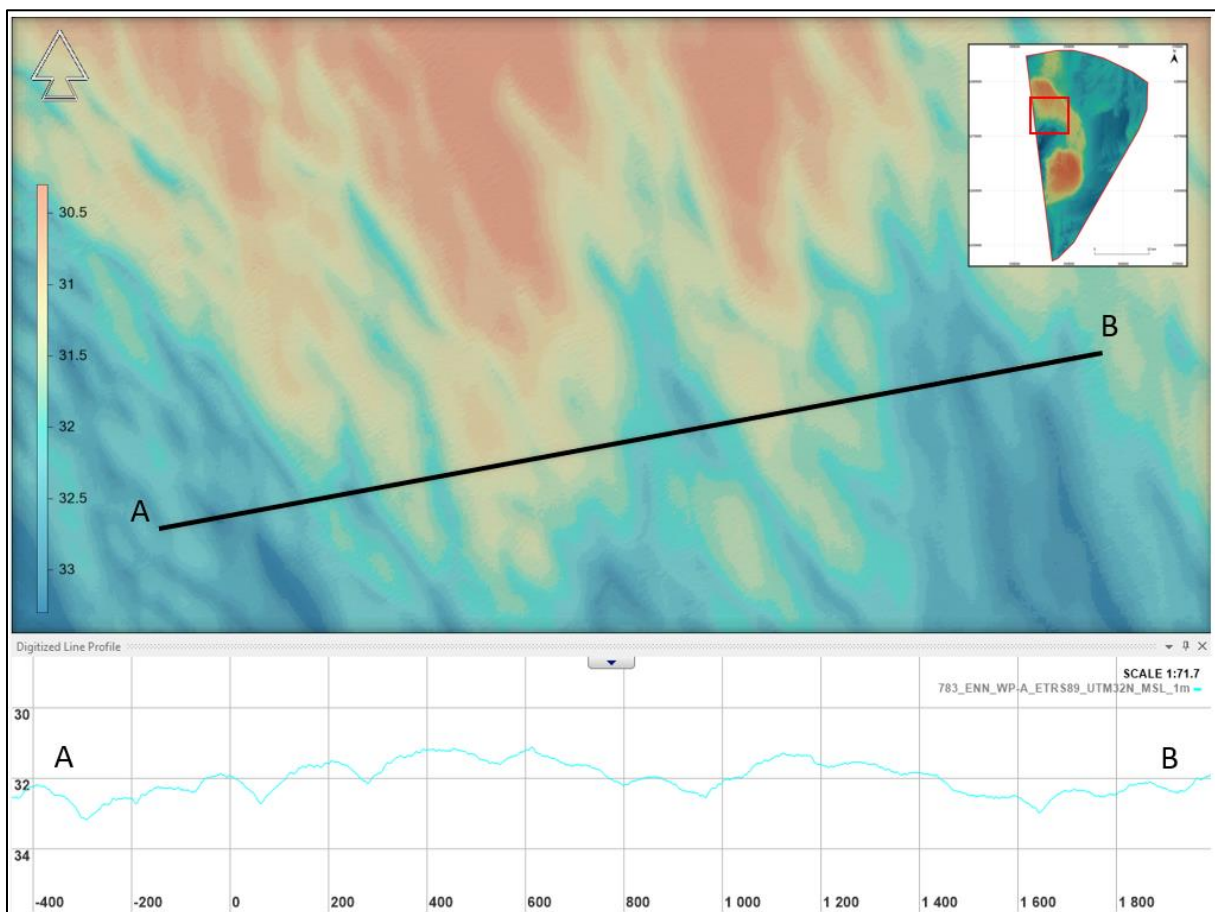 30.5
31
31.5
32
32.5
33
A
B
Digitized Line Profile
SCALE 1:71.7
783_ENN_WP-A_ETRS89_UTM32N_MSL_1m
30
A
B
32
34
-400 -200 0 200 400 600 800 1 000 1 200 1 400 1 600 1 800